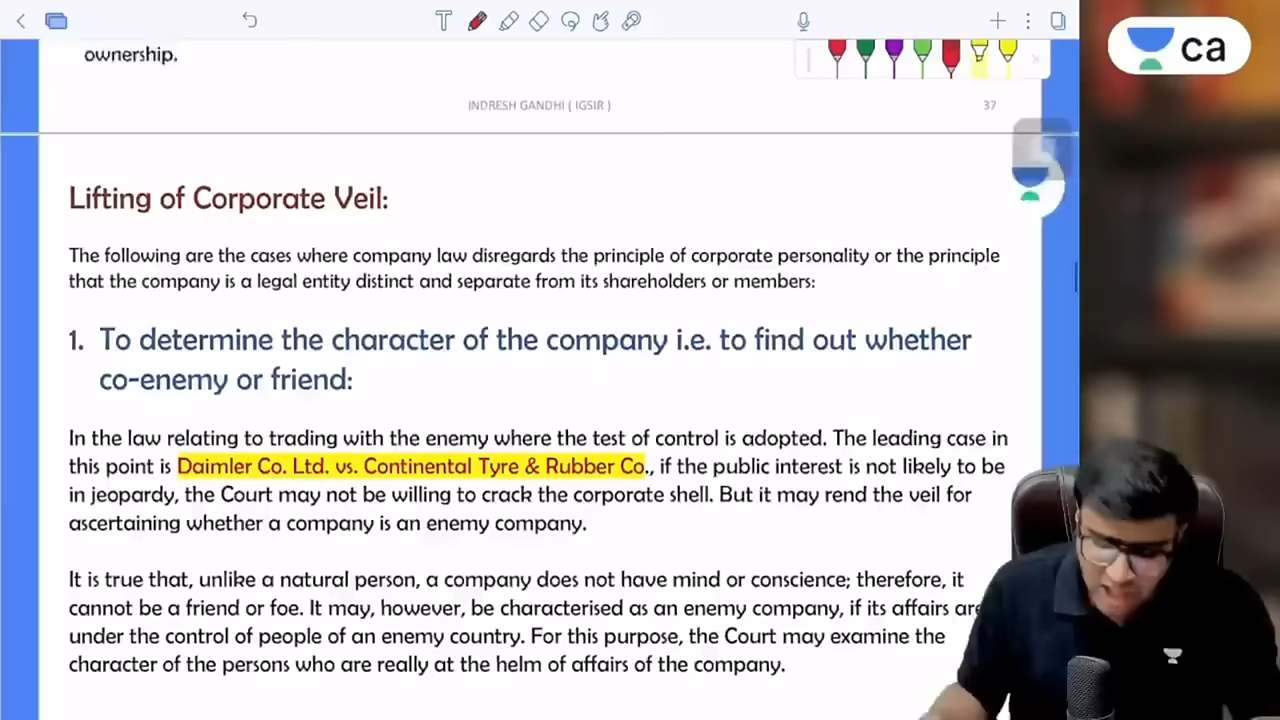 ca
ownership.
INDRESH GANDHI ( IGSIR )
37
Lifting of Corporate Veil:
The following are the cases where company law disregards the principle of corporate personality or the principle
that the company is a legal entity distinct and separate from its shareholders or members:
1. To determine the character of the company i.e. to find out whether
co-enemy or friend:
In the law relating to trading with the enemy where the test of control is adopted. The leading case in
this point is Daimler Co. Ltd. vs. Continental Tyre & Rubber Co., if the public interest is not likely to be
in jeopardy, the Court may not be willing to crack the corporate shell. But it may rend the veil for
ascertaining whether a company is an enemy company.
It is true that, unlike a natural person, a company does not have mind or conscience; therefore, it
cannot be a friend or foe. It may, however, be characterised as an enemy company, if its affairs are
under the control of people of an enemy country. For this purpose, the Court may examine the
character of the persons who are really at the helm of affairs of the company.